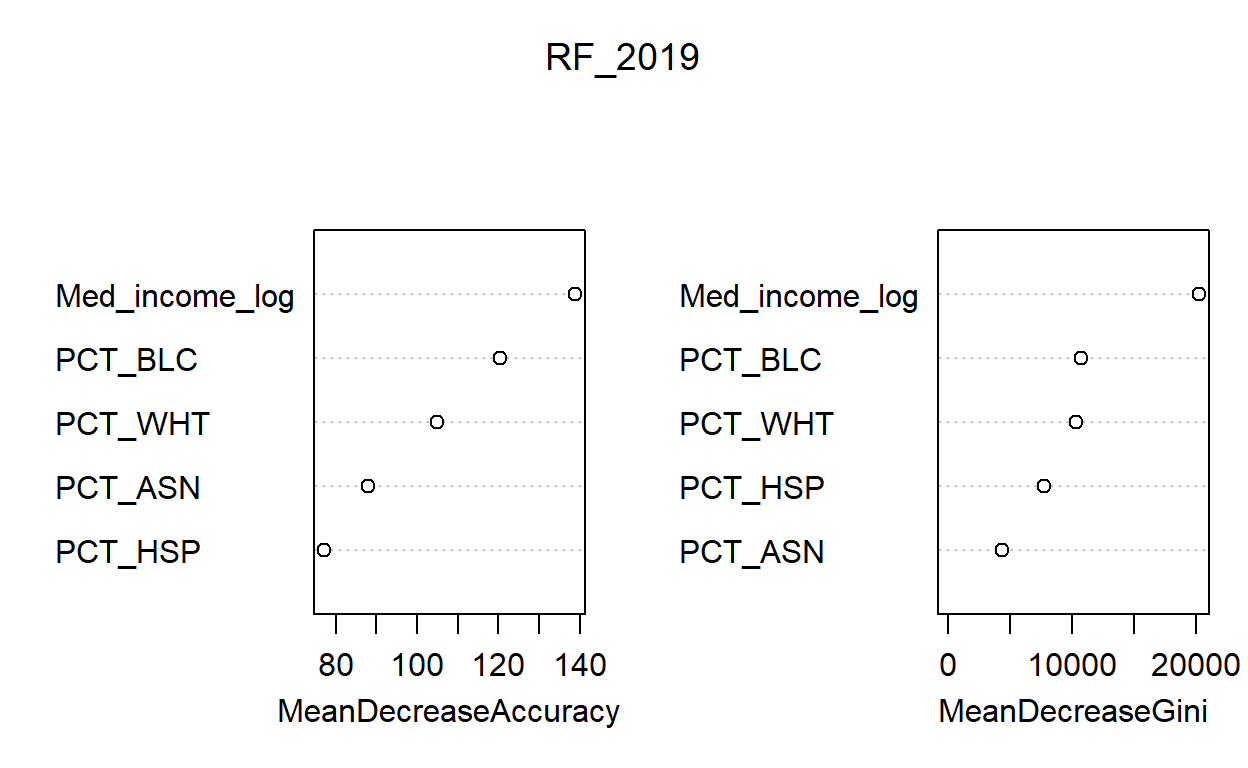 RF_2019
Med_income_log
PCT_BLC
PCT_WHT
PCT_ASN
PCT_HSP
80 100 120 140
MeanDecreaseAccuracy
Med_income_log
PCT_BLC
PCT_WHT
PCT_HSP
PCT_ASN
0 10000 20000
MeanDecreaseGini